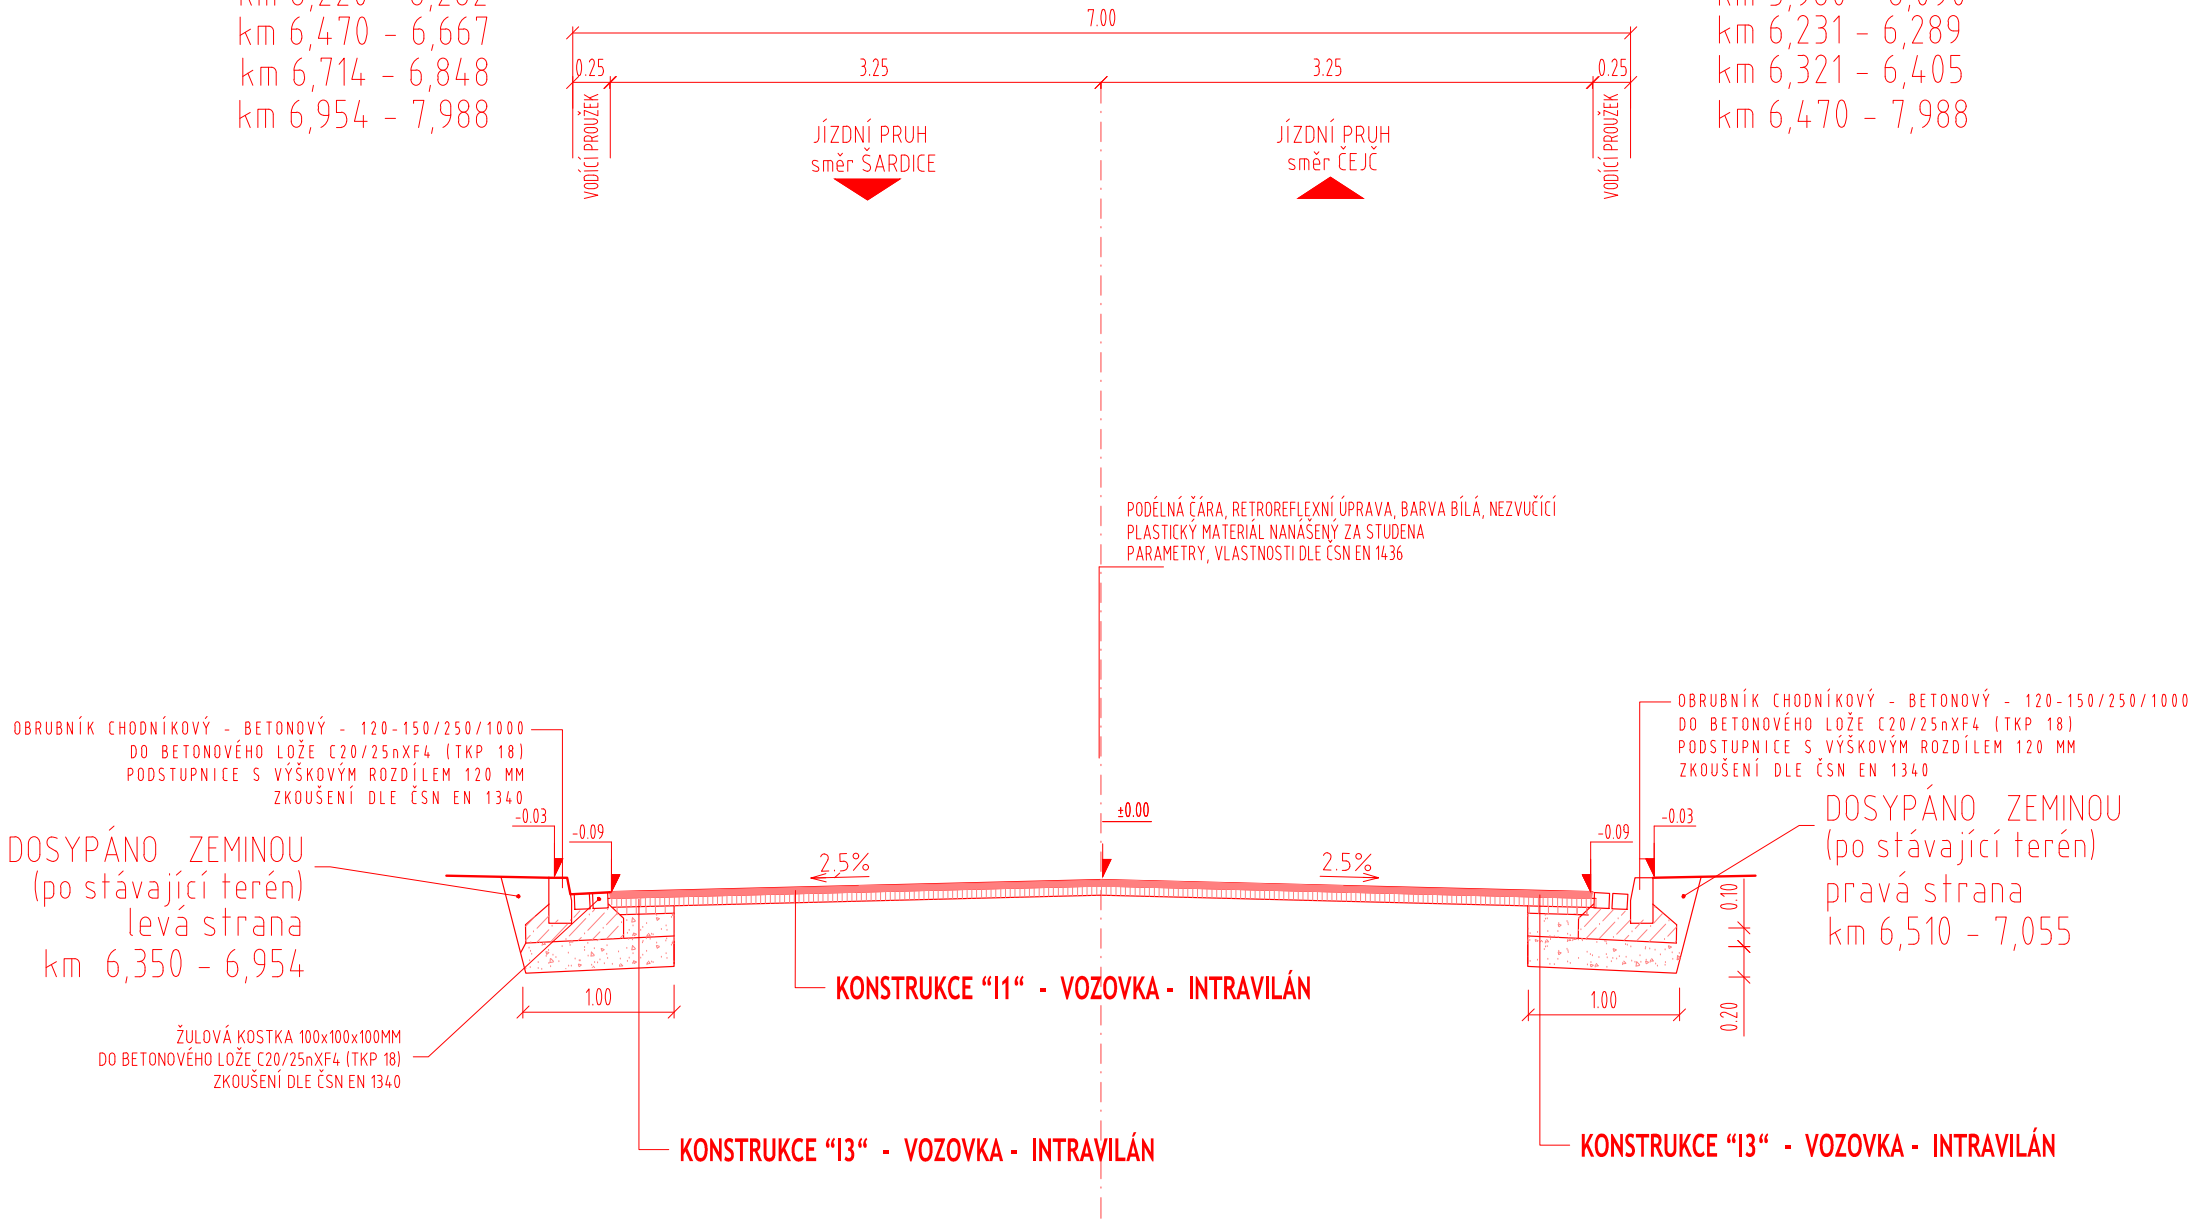 km 6,470 - 6,667
km 6,714 - 6,848
km 6,954 - 7,988
7.00
0.25
3.25
3.25
0.25
VODÍCÍ PROUŽEK
JÍZDNÍ PRUH
směr ŠARDICE
JÍZDNÍ PRUH
směr ČEJČ
VODÍCÍ PROUŽEK
km 6,231 - 6,289
km 6,321 - 6,405
km 6,470 - 7,988
PODÉLNÁ ČÁRA, RETROREFLEXNÍ ÚPRAVA, BARVA BÍLÁ, NEZVUČÍCÍ
PLASTICKÝ MATERIÁL NANÁŠENÝ ZA STUDENA
PARAMETRY, VLASTNOSTI DLE ČSN EN 1436
OBRUBNÍK CHODNÍKOVÝ - BETONOVÝ - 120-150/250/1000
DO BETONOVÉHO LOŽE C20/25nXF4 (TKP 18)
PODSTUPNICE S VÝŠKOVÝM ROZDÍLEM 120 MM
ZKOUŠENÍ DLE ČSN EN 1340
OBRUBNÍK CHODNÍKOVÝ - BETONOVÝ - 120-150/250/1000
DO BETONOVÉHO LOŽE C20/25nXF4 (TKP 18)
PODSTUPNICE S VÝŠKOVÝM ROZDÍLEM 120 MM
ZKOUŠENÍ DLE ČSN EN 1340
-0.03
-0.09
±0.00
-0.09
-0.03
2.5%
2.5%
DOSYPÁNO ZEMINOU
(po stávající terén)
levá strana
km 6,350 - 6,954
DOSYPÁNO ZEMINOU
(po stávající terén)
pravá strana
km 6,510 - 7,055
0.10
0.20
1.00
1.00
KONSTRUKCE “I1“ - VOZOVKA - INTRAVILÁN
ŽULOVÁ KOSTKA 100x100x100MM
DO BETONOVÉHO LOŽE C20/25nXF4 (TKP 18)
ZKOUŠENÍ DLE ČSN EN 1340
KONSTRUKCE “I3“ - VOZOVKA - INTRAVILÁN
KONSTRUKCE “I3“ - VOZOVKA - INTRAVILÁN